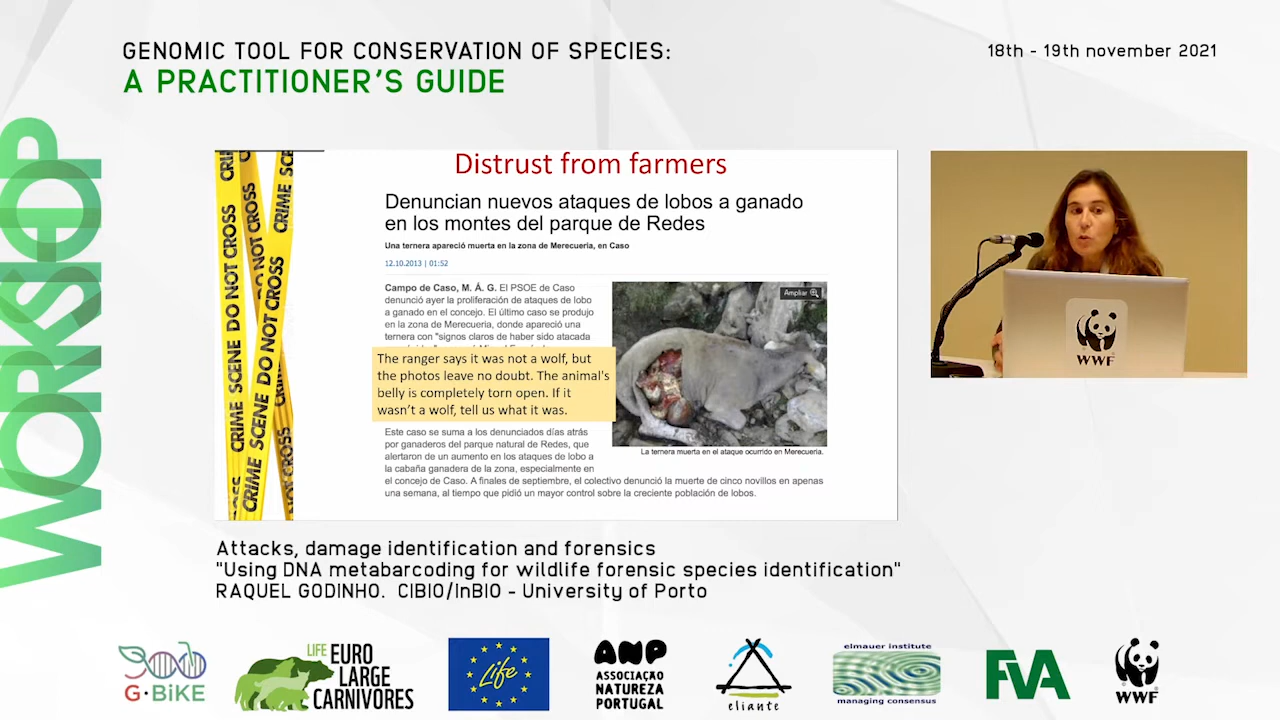 GENOMIC TOOL FOR CONSERVATION OF SPECIES:
A PRACTITIONER'S GUIDE
18th - 19th november 2021
WORKSHOP
Distrust from farmers
Denuncian nuevos ataques de lobos a ganado
en los montes del parque de Redes
Una ternera apareció muerta en la zona de Merecueria, en Caso
12.10.2013 | 01:52
Campo de Caso, M. Á. G. El PSOE de Caso
denunció ayer la proliferación de ataques de lobo
a ganado en el concejo. El último caso se produjo
en la zona de Merecueria, donde apareció una
ternera con "signos claros de haber sido atacada
Ampliar
The ranger says it was not a wolf, but
the photos leave no doubt. The animal's
belly is completely torn open. If it
wasn't a wolf, tell us what it was.
La ternera muerta en el ataque ocurrido en Merecueria.
Este caso se suma a los denunciados días atrás
por ganaderos del parque natural de Redes, que
alertaron de un aumento en los ataques de lobo a
la cabaña ganadera de la zona, especialmente en
el concejo de Caso. A finales de septiembre, el colectivo denunció la muerte de cinco novillos en apenas
una semana, al tiempo que pidió un mayor control sobre la creciente población de lobos.
CRIME SCENE DO NOT CROSS
CRIME SCENE DO NOT CROSS
WWF
Attacks, damage identification and forensics
"Using DNA metabarcoding for wildlife forensic species identification"
RAQUEL GODINHO. CIBIO/InBIO - University of Porto
G·BiKE
LIFE EURO
LARGE
CARNIVORES
Life
ANP
ASSOCIAÇÃO
NATUREZA
PORTUGAL
eliante
elmauer institute
managing consensus
FVA
WWF